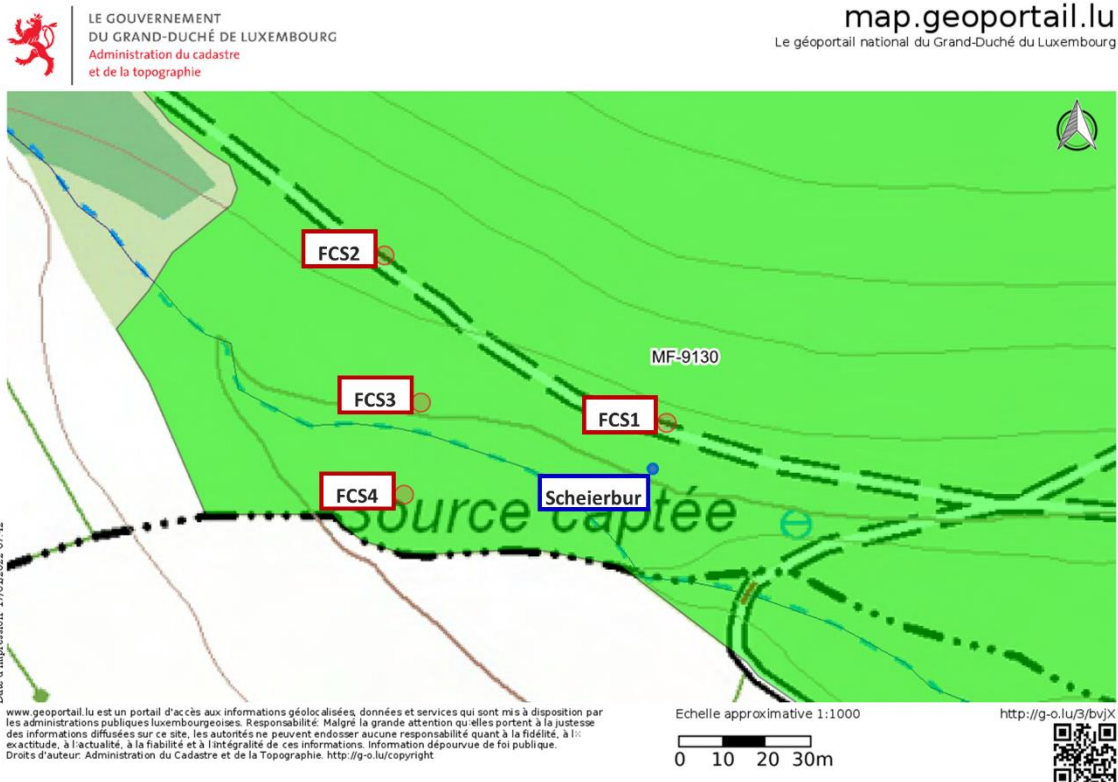 LE GOUVERNEMENT
DU GRAND-DUCHÉ DE LUXEMBOURG
Administration du cadastre
et de la topographie
map.geoportail.lu
Le géoportail national du Grand-Duché du Luxembourg
FCS2
MF-9130
FCS3
FCS1
FCS4
Scheierbur
Source captée
www.geoportail.lu est un portail d'accès aux informations géolocalisées, données et services qui sont mis à disposition par
les administrations publiques luxembourgeoises. Responsabilité: Malgré la grande attention qu'elles portent à la justesse
des informations diffusées sur ce site, les autorités ne peuvent endosser aucune responsabilité quant à la fidélité, à l
exactitude, à l'actualité, à la fiabilité et à l'intégralité de ces informations. Information dépourvue de foi publique.
Droits d'auteur: Administration du Cadastre et de la Topographie. http://g-o.lu/copyright
Echelle approximative 1:1000
http://g-o.lu/3/bvjX
0 10 20 30m